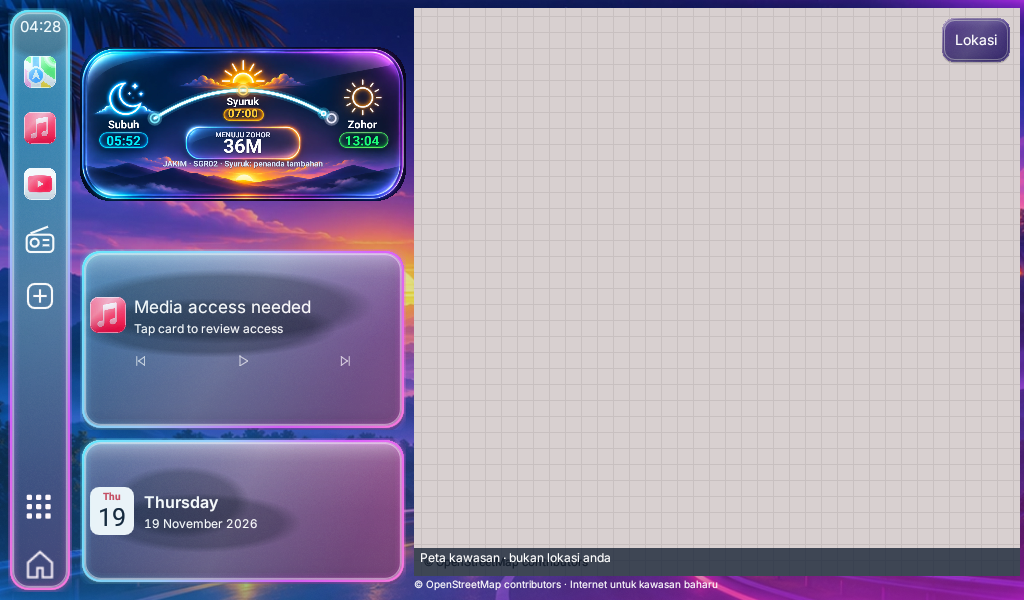 04:28
Subuh
05:52
Syuruk
07:00
Zohor
13:04
MENUJU ZOHOR
36M
JAKIM · SGR02 · Syuruk: penanda tambahan
Media access needed
Tap card to review access
Thu
19
Thursday
19 November 2026
Lokasi
Peta kawasan · bukan lokasi anda
© OpenStreetMap contributors
© OpenStreetMap contributors · Internet untuk kawasan baharu